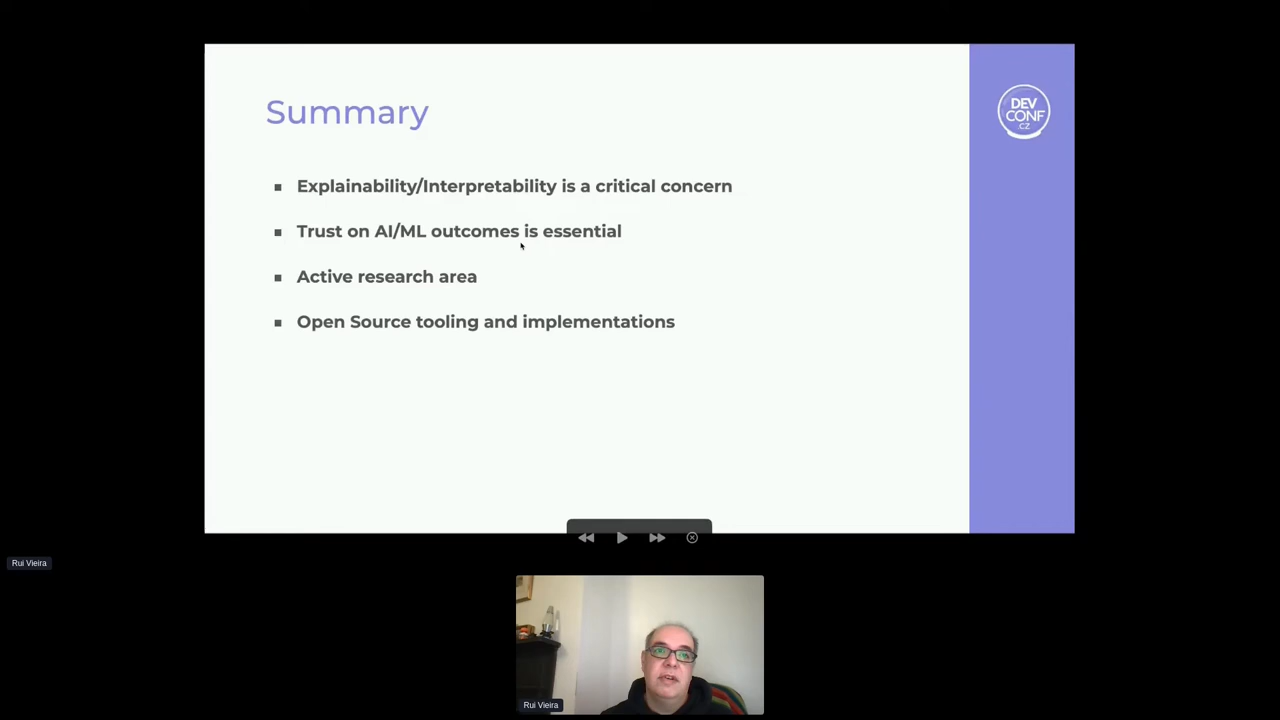 Summary
DEV
CONF
.CZ
Explainability/Interpretability is a critical concern
Trust on AI/ML outcomes is essential
Active research area
Open Source tooling and implementations
Rui Vieira
Rui Vieira